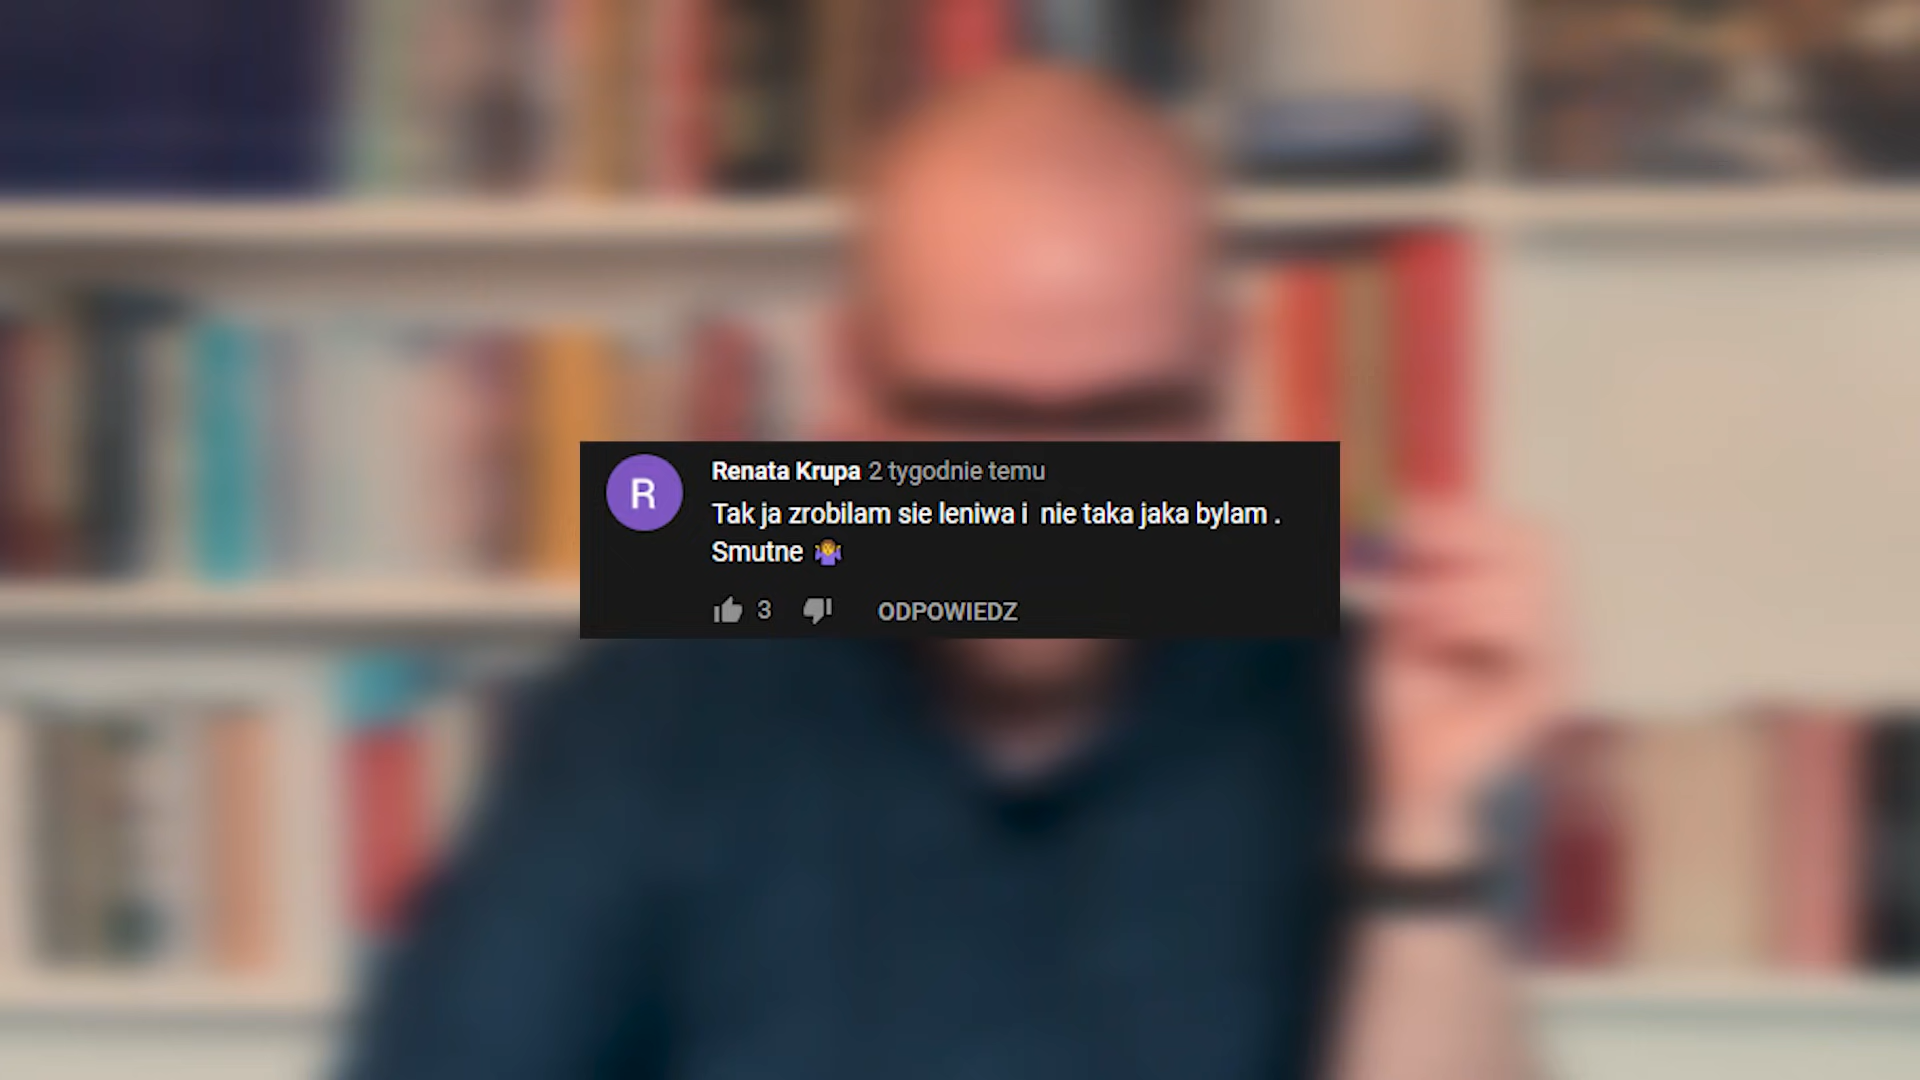 R
Renata Krupa 2 tygodnie temu
Tak ja zrobilam sie leniwa i  nie taka jaka bylam .
Smutne 🤷‍♀️
3
ODPOWIEDZ